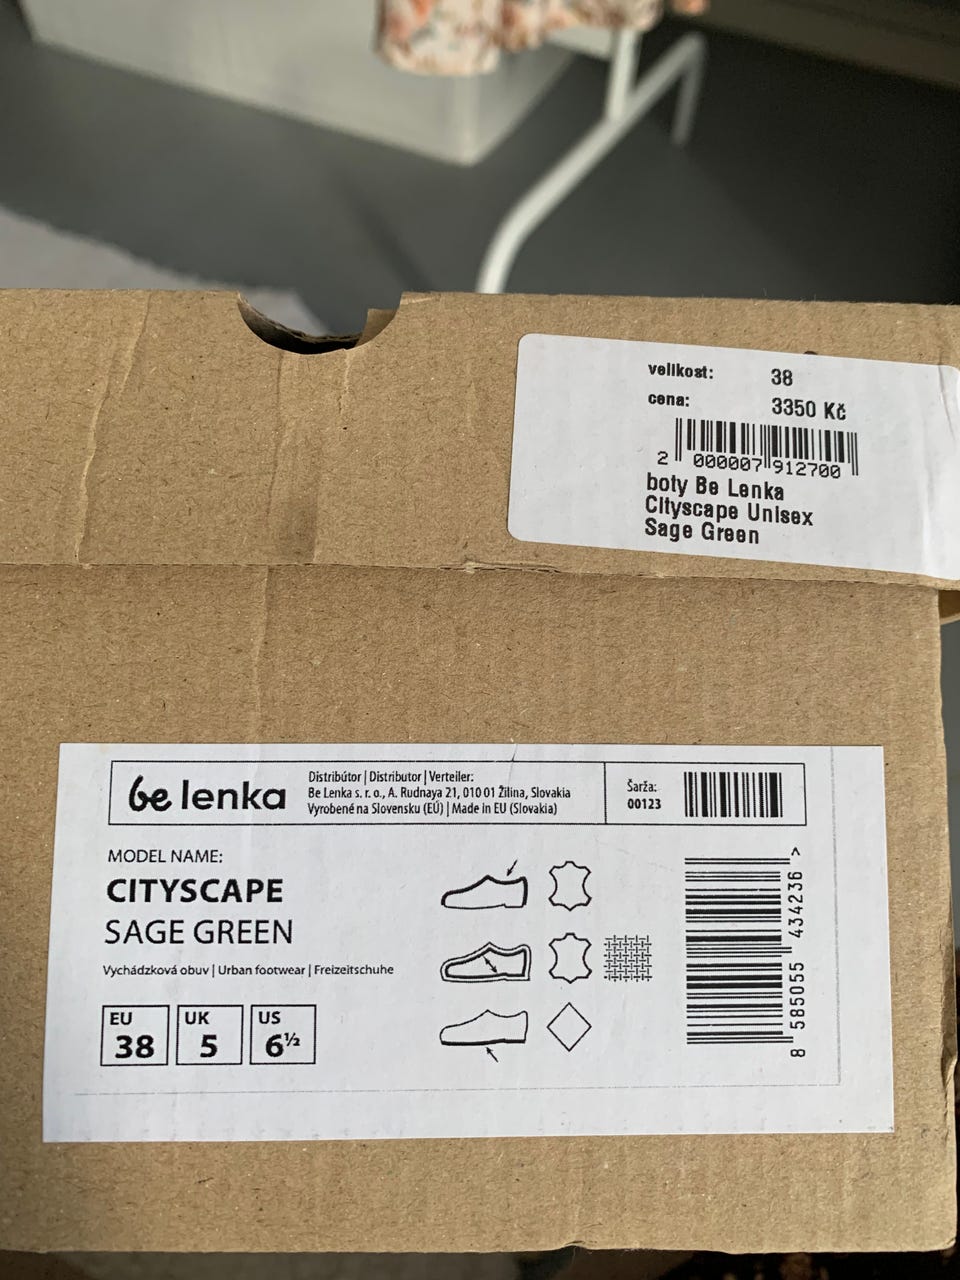 velikost: 38
cena: 3350 Kč
2 000007 912700
boty Be Lenka
Cityscape Unisex
Sage Green
be lenka
Distribútor | Distributor | Verteiler:
Be Lenka s. r. o., A. Rudnaya 21, 010 01 Žilina, Slovakia
Vyrobené na Slovensku (EÚ) | Made in EU (Slovakia)
Šarža:
00123
MODEL NAME:
CITYSCAPE
SAGE GREEN
Vychádzková obuv | Urban footwear | Freizeitschuhe
EU UK US
38 5 6½
8 585055 434236 >